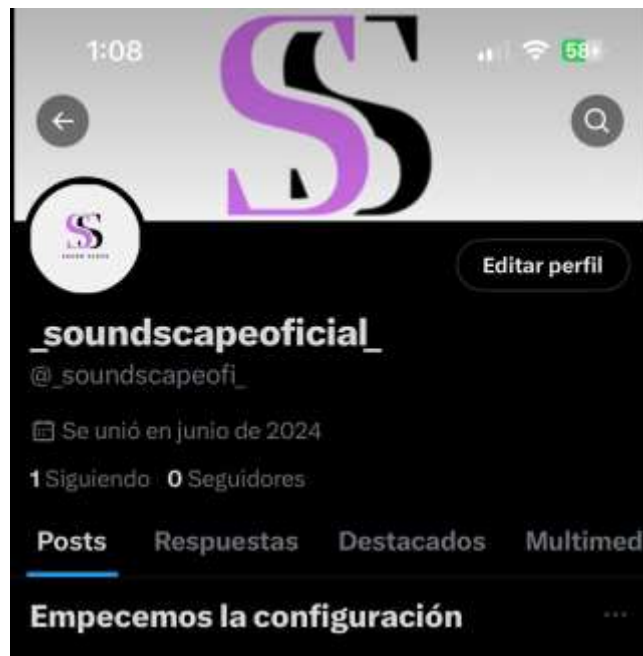 1:08
58
SS
SS
Editar perfil
_soundscapeoficial_
@_soundscapeofi_
Se unió en junio de 2024
1 Siguiendo 0 Seguidores
Posts Respuestas Destacados Multimed
Empecemos la configuración